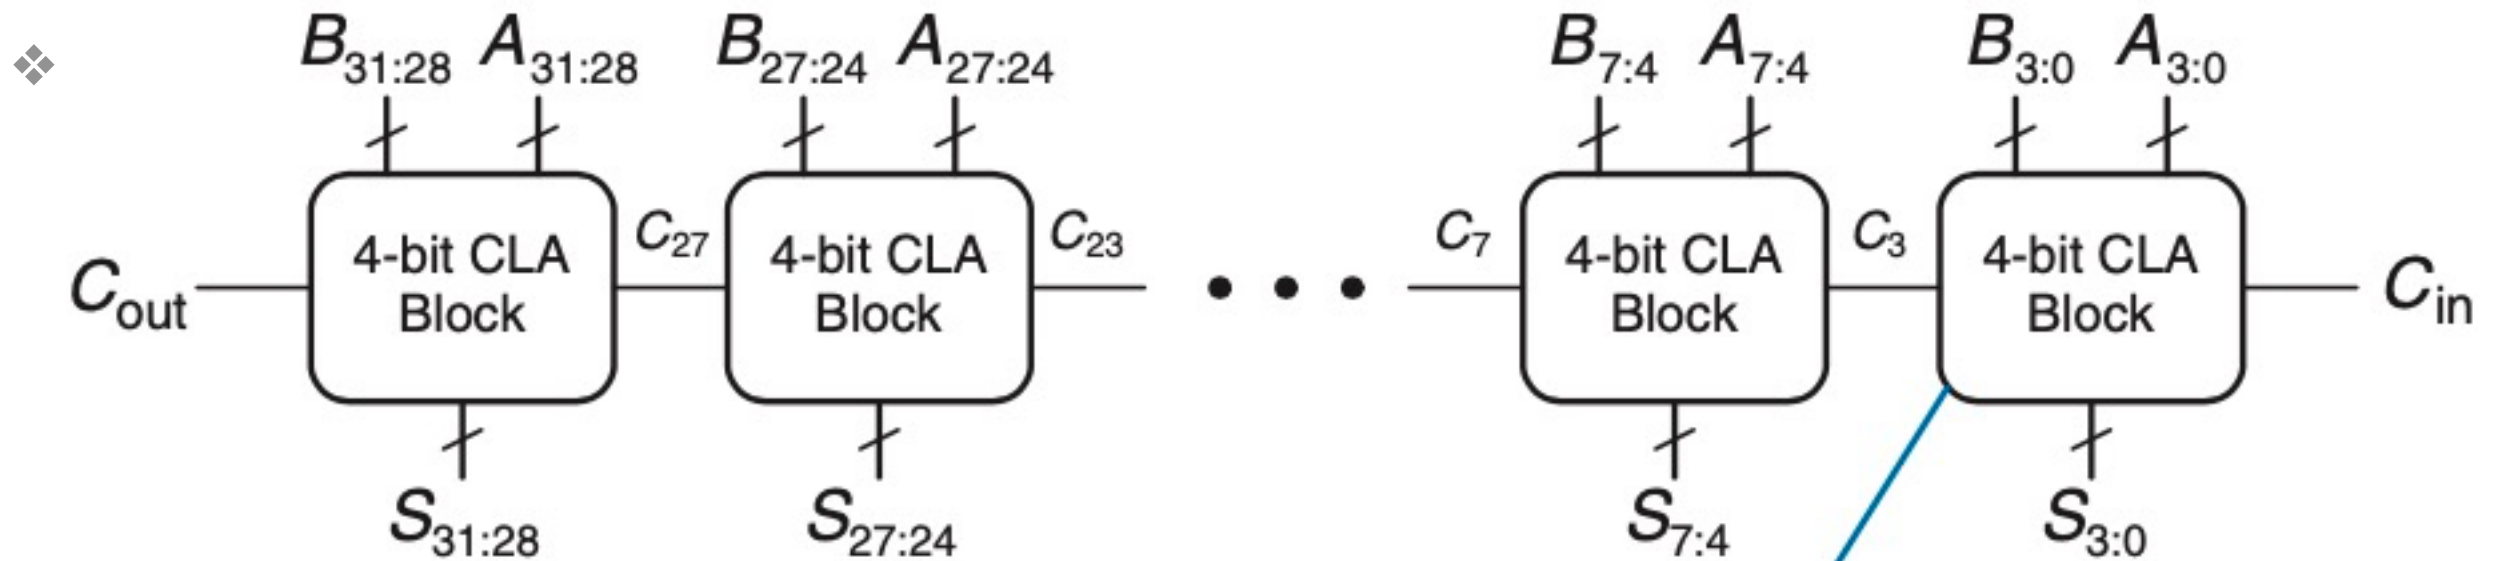 B31:28 A31:28 B27:24 A27:24 B7:4 A7:4 B3:0 A3:0
C27 C23 C7 C3
Cout 4-bit CLA Block 4-bit CLA Block 4-bit CLA Block 4-bit CLA Block Cin
S31:28 S27:24 S7:4 S3:0